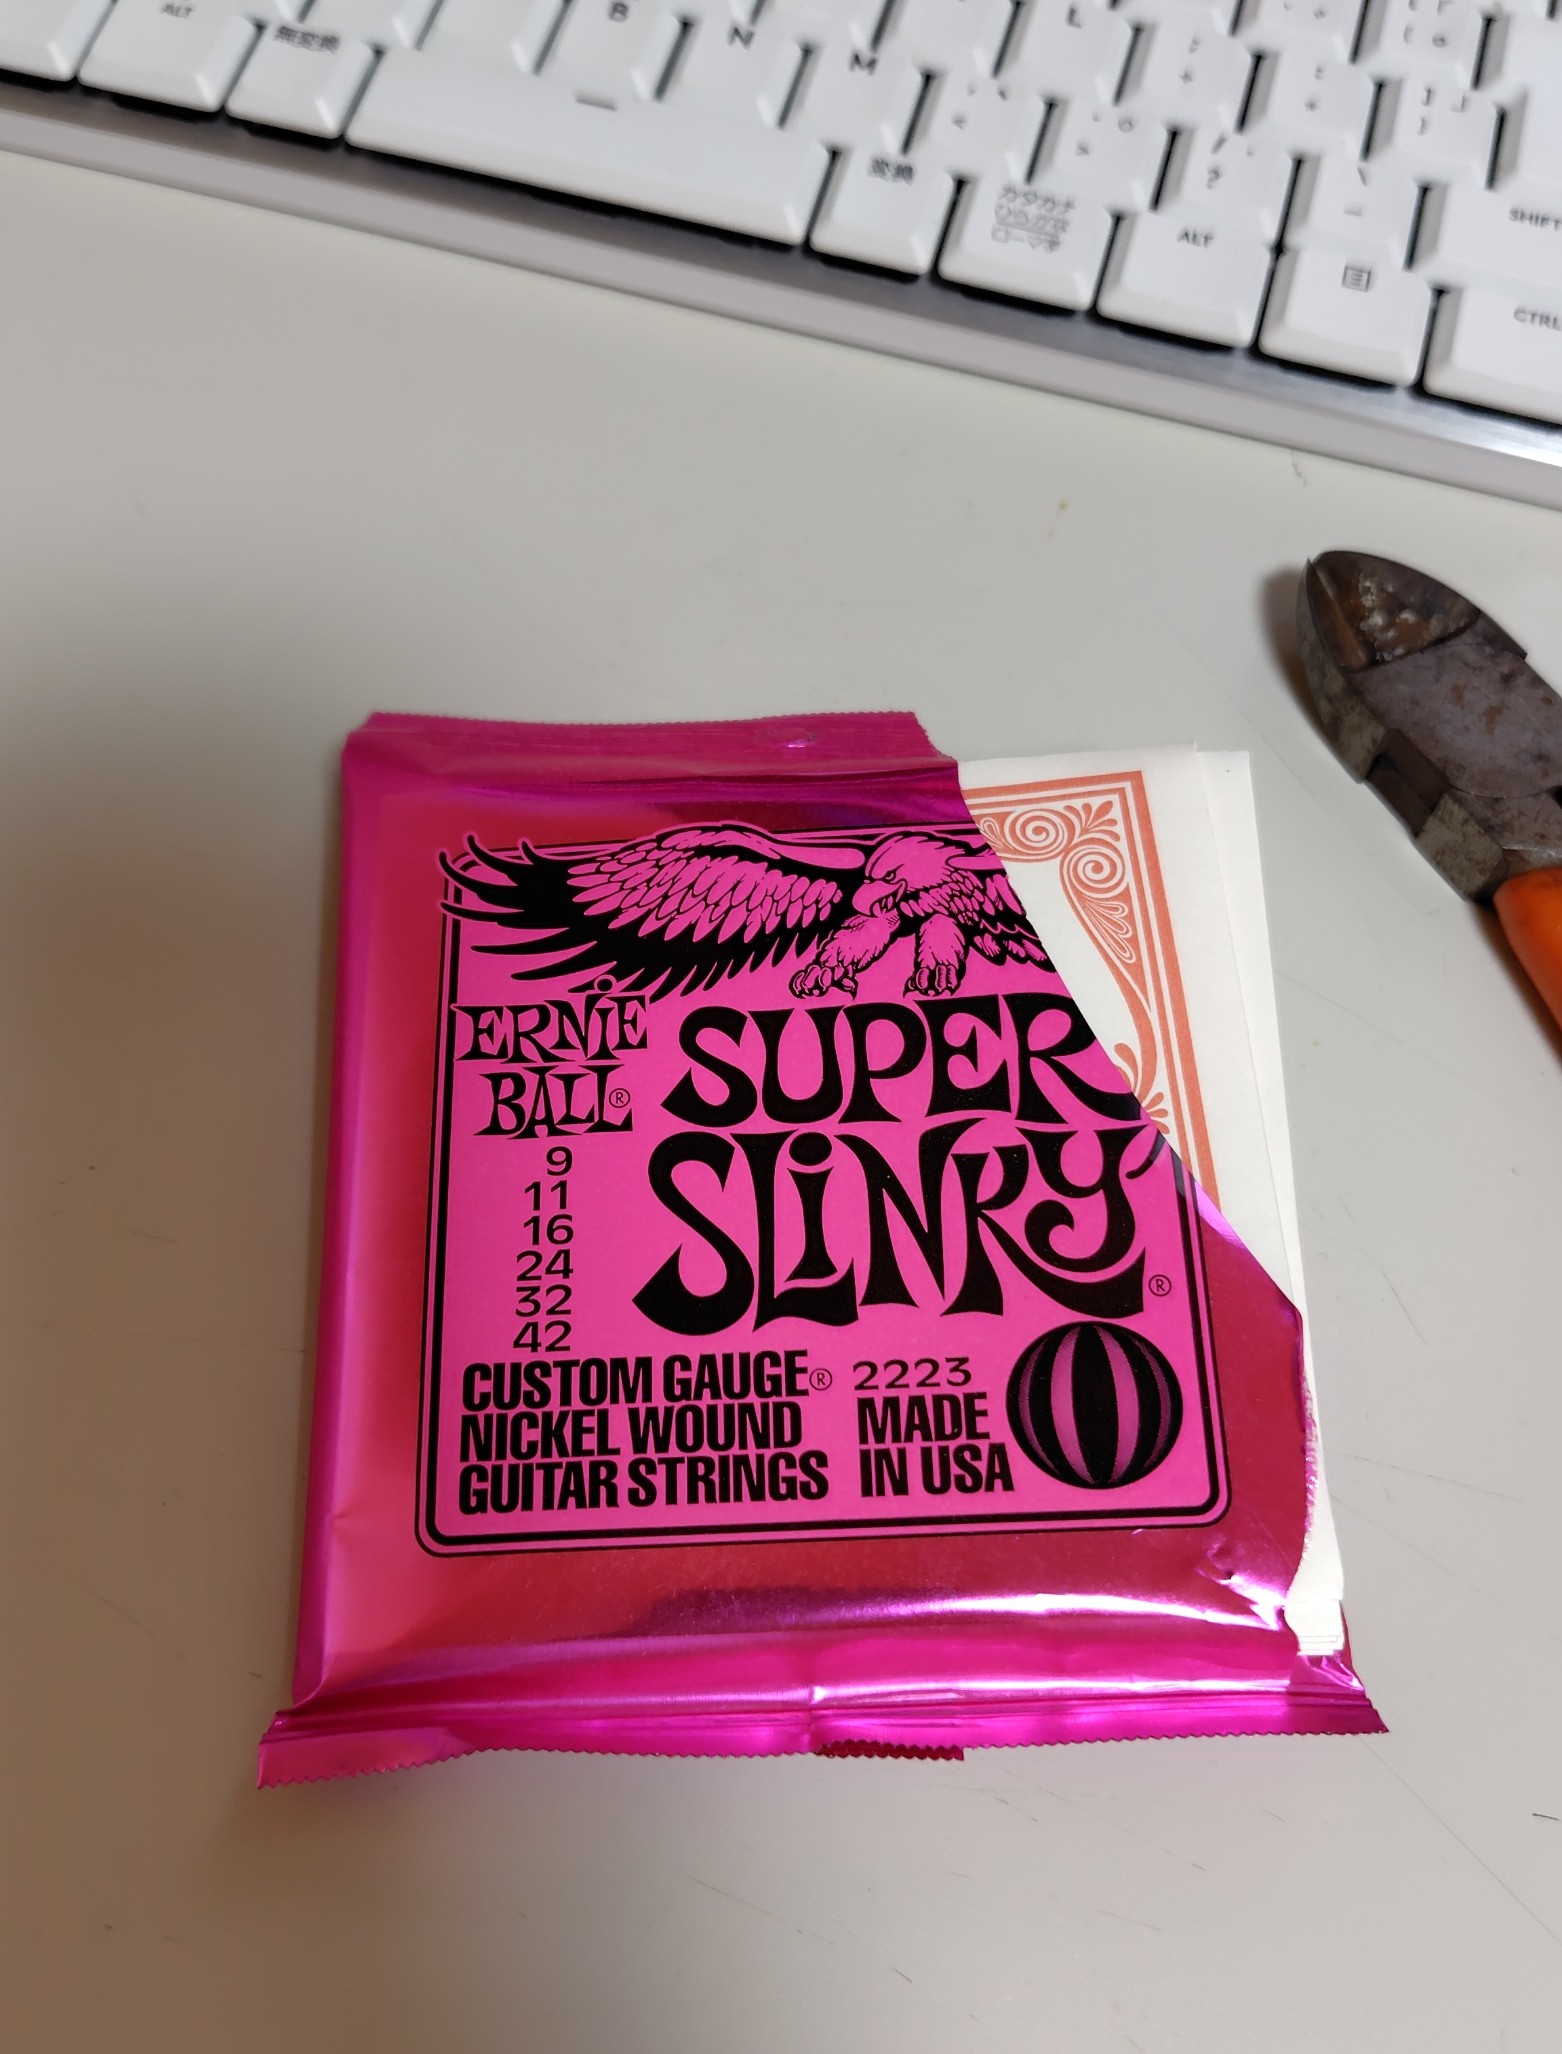 ALT
無変換
B
N
M
L
変換
カタカナ
ひらがな
ローマ字
?
ALT
SHIFT
CTRL
ERNIE
BALL®
SUPER
SLINKY®
9
11
16
24
32
42
CUSTOM GAUGE®
NICKEL WOUND
GUITAR STRINGS
2223
MADE
IN USA